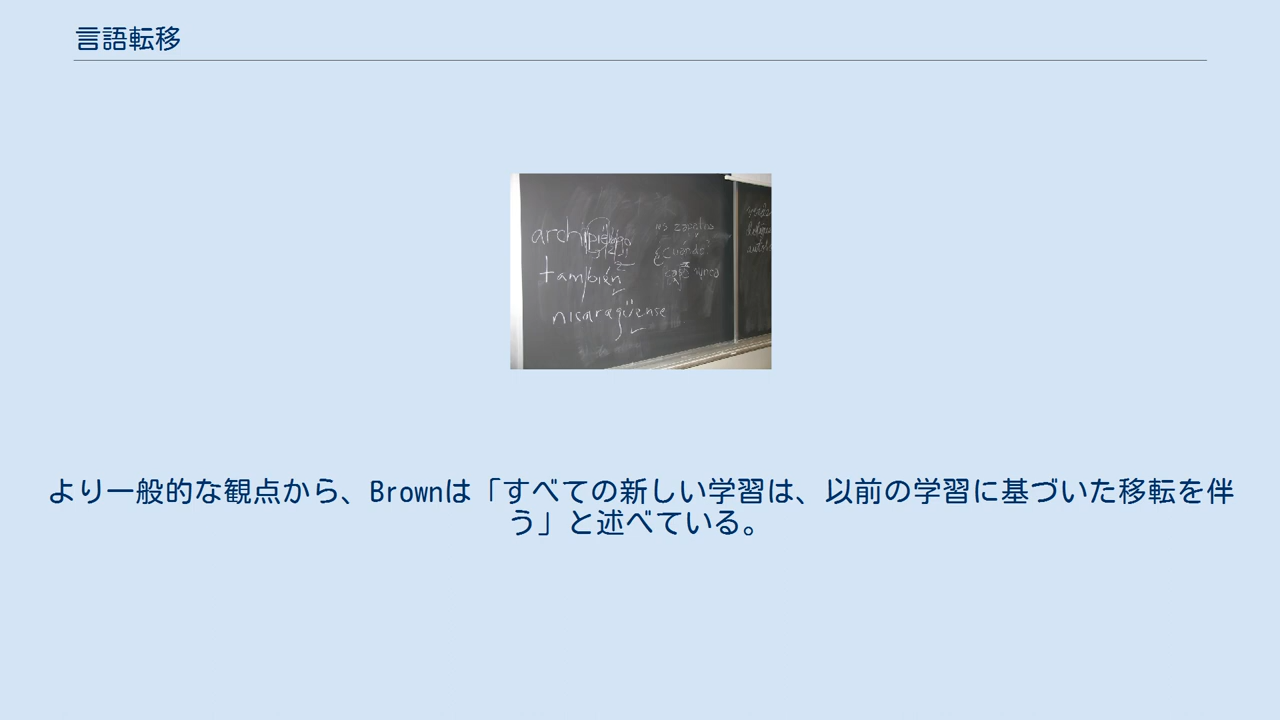 言語転移
también
nicaragüense
より一般的な観点から、Brownは「すべての新しい学習は、以前の学習に基づいた移転を伴
う」と述べている。